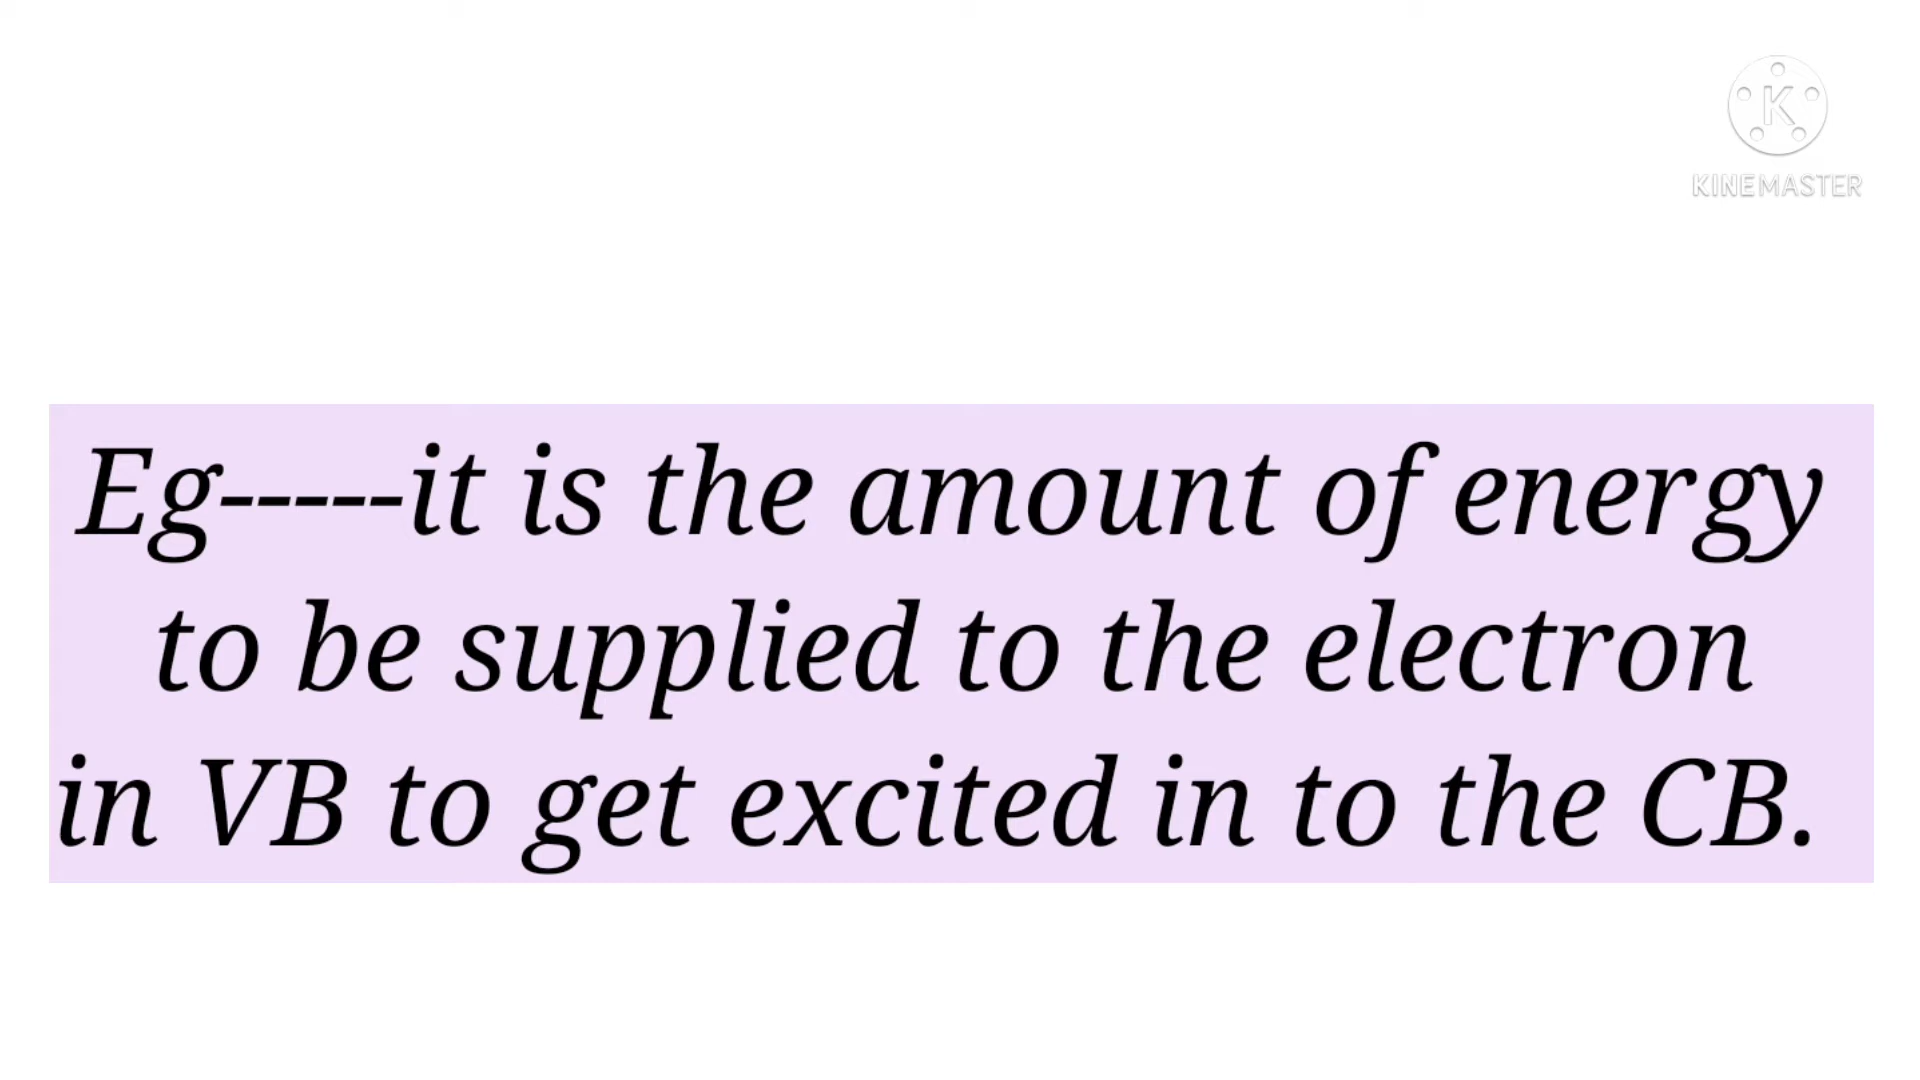 K
KINEMASTER
Eg-----it is the amount of energy
to be supplied to the electron
in VB to get excited in to the CB.